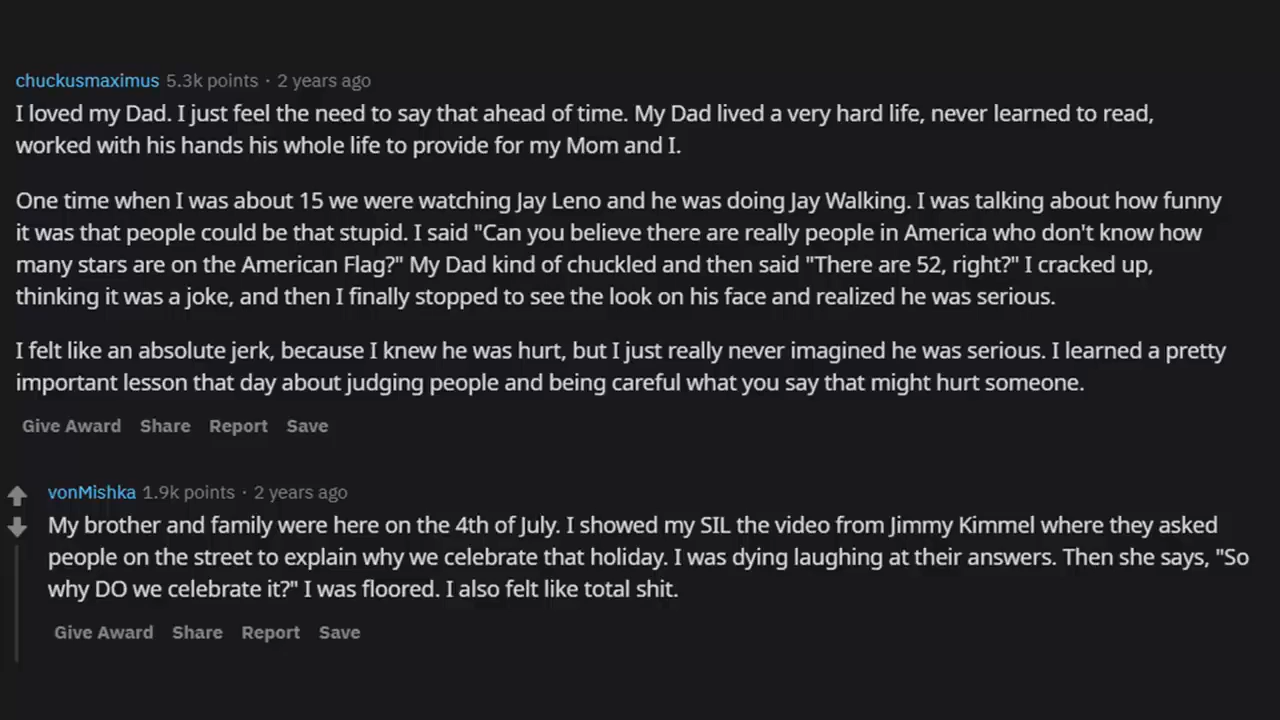 chuckusmaximus 5.3k points · 2 years ago
I loved my Dad. I just feel the need to say that ahead of time. My Dad lived a very hard life, never learned to read,
worked with his hands his whole life to provide for my Mom and I.
One time when I was about 15 we were watching Jay Leno and he was doing Jay Walking. I was talking about how funny
it was that people could be that stupid. I said "Can you believe there are really people in America who don't know how
many stars are on the American Flag?" My Dad kind of chuckled and then said "There are 52, right?" I cracked up,
thinking it was a joke, and then I finally stopped to see the look on his face and realized he was serious.
I felt like an absolute jerk, because I knew he was hurt, but I just really never imagined he was serious. I learned a pretty
important lesson that day about judging people and being careful what you say that might hurt someone.
Give Award Share Report Save
vonMishka 1.9k points · 2 years ago
My brother and family were here on the 4th of July. I showed my SIL the video from Jimmy Kimmel where they asked
people on the street to explain why we celebrate that holiday. I was dying laughing at their answers. Then she says, "So
why DO we celebrate it?" I was floored. I also felt like total shit.
Give Award Share Report Save